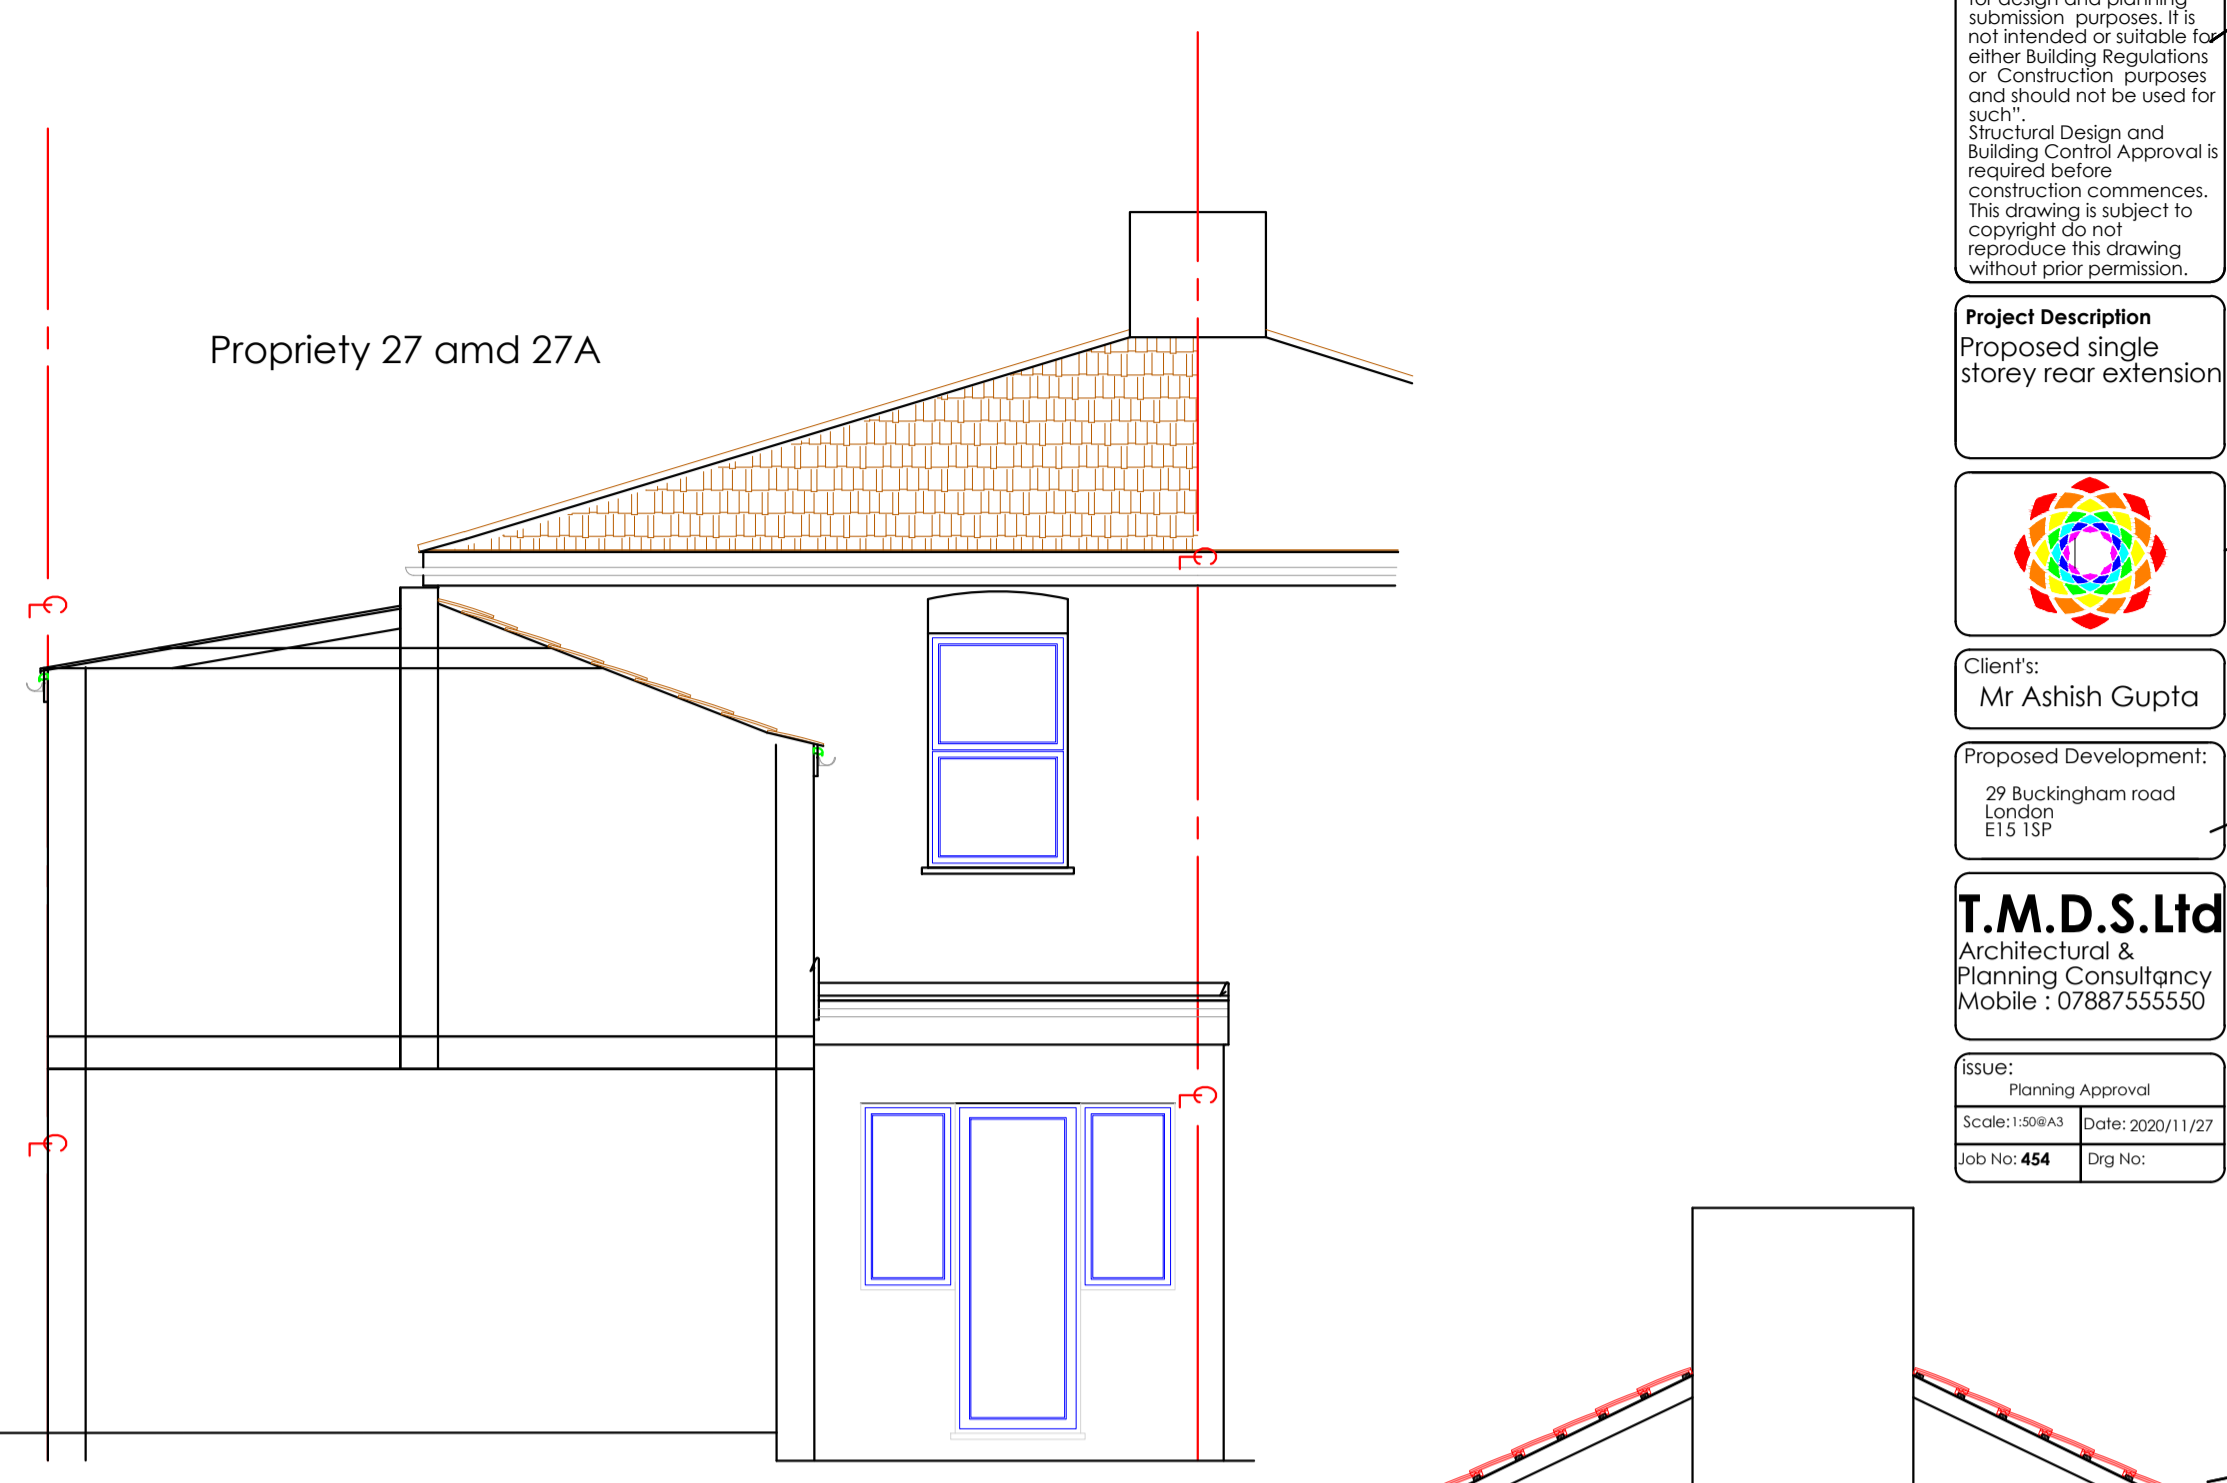 for design and planning
submission purposes. It is
not intended or suitable for
either Building Regulations
or Construction purposes
and should not be used for
such”.
Structural Design and
Building Control Approval is
required before
construction commences.
This drawing is subject to
copyright do not
reproduce this drawing
without prior permission.
Propriety 27 amd 27A
Project Description
Proposed single
storey rear extension
Client's:
Mr Ashish Gupta
Proposed Development:
29 Buckingham road
London
E15 1SP
T.M.D.S.Ltd
Architectural &
Planning Consultancy
Mobile : 07887555550
issue:
Planning Approval
Scale:1:50@A3 Date: 2020/11/27
Job No: 454 Drg No: